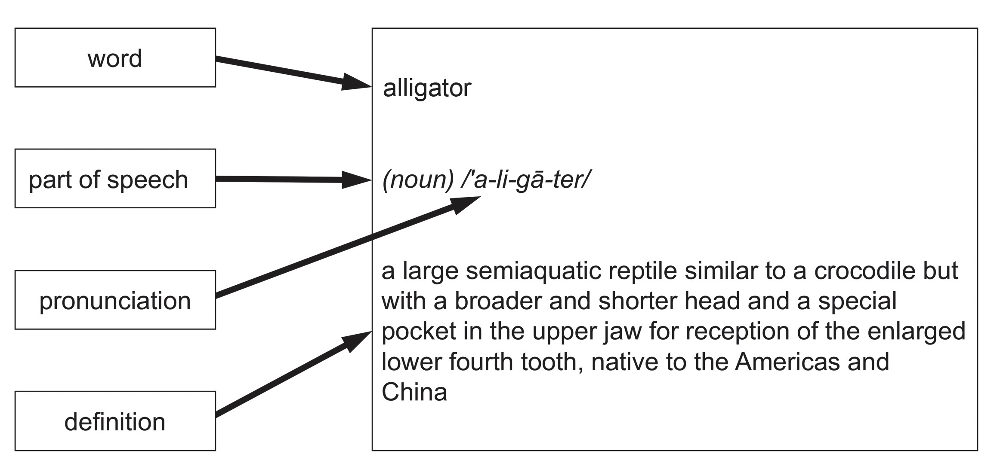 word
alligator
part of speech
(noun) /'a-li-gā-ter/
pronunciation
a large semiaquatic reptile similar to a crocodile but
with a broader and shorter head and a special
pocket in the upper jaw for reception of the enlarged
lower fourth tooth, native to the Americas and
China
definition